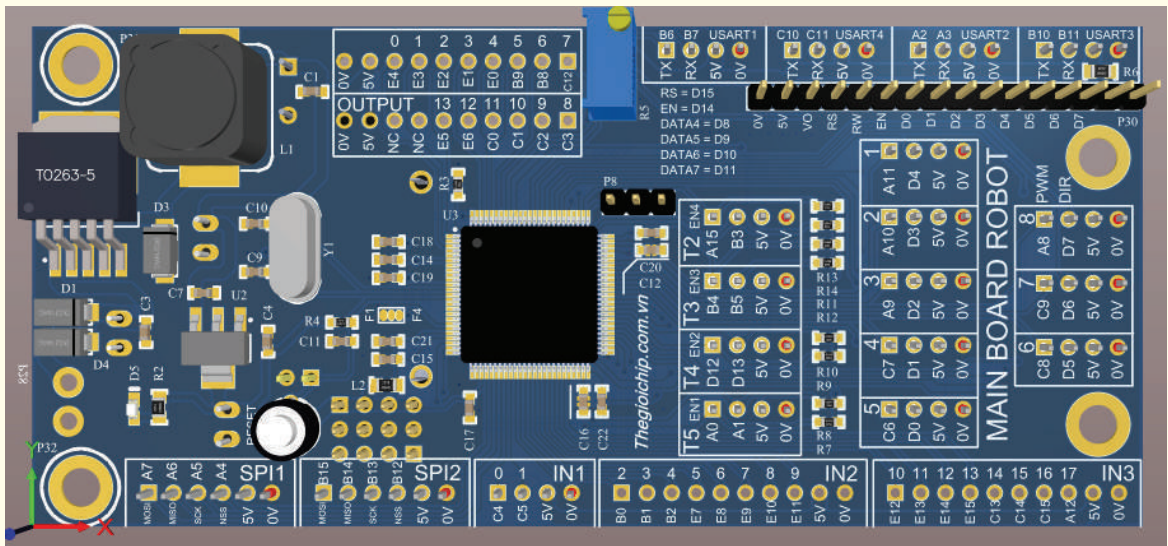 0 1 2 3 4 5 6 7
0V 5V E4 E3 E2 E1 E0 B9 B8 C12
OUTPUT 13 12 11 10 9 8
0V 5V NC NC E5 E6 C0 C1 C2 C3
C1
L1
TO263-5
R5
B6 B7 USART1
TX RX 5V 0V
C10 C11 USART4
TX RX 5V 0V
A2 A3 USART2
TX RX 5V 0V
B10 B11 USART3
TX RX
R6
RS = D15
EN = D14
DATA4 = D8
DATA5 = D9
DATA6 = D10
DATA7 = D11
0V 5V VO RS RW EN D0 D1 D2 D3 D4 D5 D6 D7 P30
D3
C10
C9
Y1
R3
U3
P8
C18
C14
C19
C20
C12
D1
C3
C7
U2
C4
R4
C11
F1
F4
C21
C15
L2
D4
D5
R2
P28
RESET
C17
C16
C22
Thegioichip.com.vn
T2 EN4
A15 B3 5V 0V
T3 EN3
B4 B5 5V 0V
T4 EN2
D12 D13 5V 0V
T5 EN1
A0 A1 5V 0V
R13
R14
R11
R12
R10
R9
R8
R7
1
A11 D4 5V 0V
2
A10 D3 5V 0V
3
A9 D2 5V 0V
4
C7 D1 5V 0V
5
C6 D0 5V 0V
MAIN BOARD ROBOT
PWM DIR
8
A8 D7 5V 0V
7
C9 D6 5V 0V
6
C8 D5 5V 0V
P32
Y
X
A7 A6 A5 A4 SPI1
MOSI MISO SCK NSS 5V 0V
B15 B14 B13 B12 SPI2
MOSI MISO SCK NSS 5V 0V
0 1 IN1
C4 C5 5V 0V
2 3 4 5 6 7 8 9 IN2
B0 B1 B2 E7 E8 E9 E10 E11 5V 0V
10 11 12 13 14 15 16 17 IN3
E12 E13 E14 E15 C13 C14 C15 A12 5V 0V